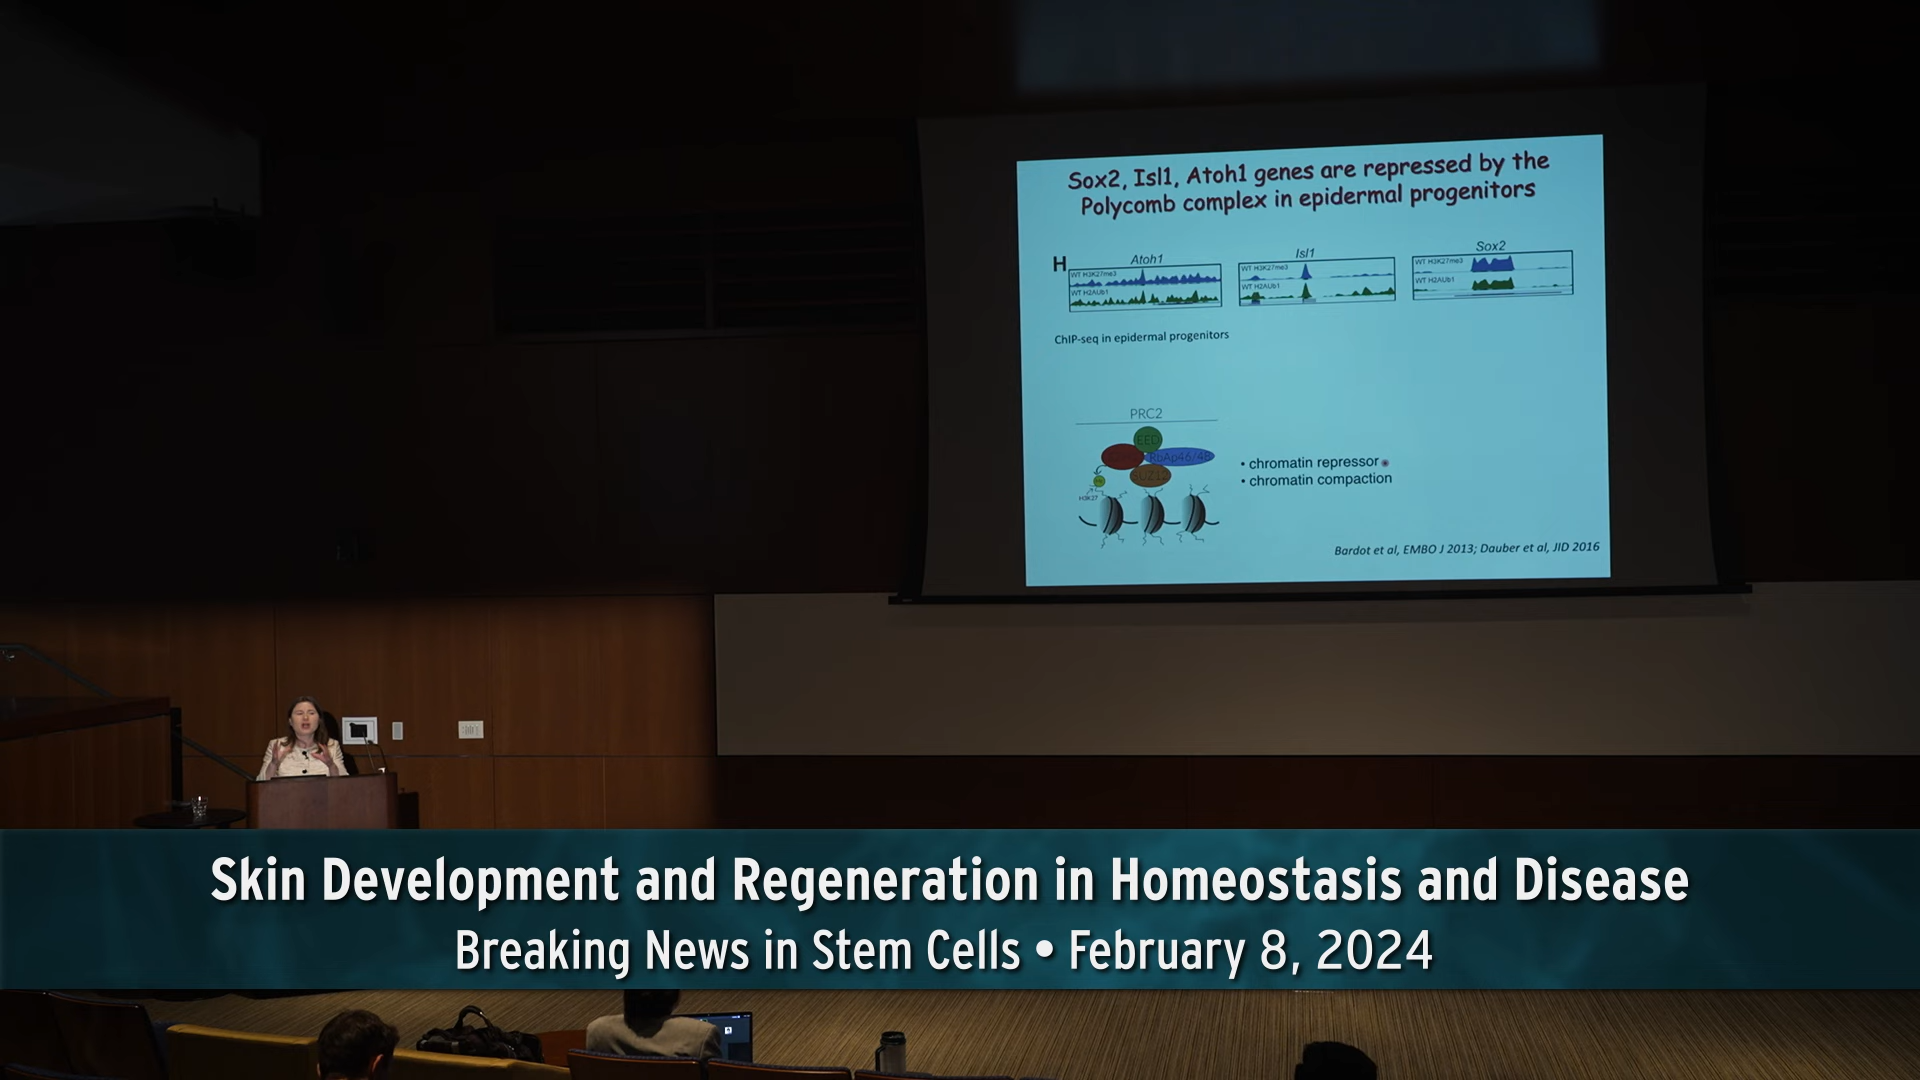 Sox2, Isl1, Atoh1 genes are repressed by the
Polycomb complex in epidermal progenitors
H
Atoh1
Isl1
Sox2
WT H3K27me3
WT H2AUb1
WT H3K27me3
WT H2AUb1
WT H3K27me3
WT H2AUb1
ChIP-seq in epidermal progenitors
PRC2
EED
RbAp46/48
SUZ12
H3K27
• chromatin repressor
• chromatin compaction
Bardot et al, EMBO J 2013; Dauber et al, JID 2016
Skin Development and Regeneration in Homeostasis and Disease
Breaking News in Stem Cells • February 8, 2024